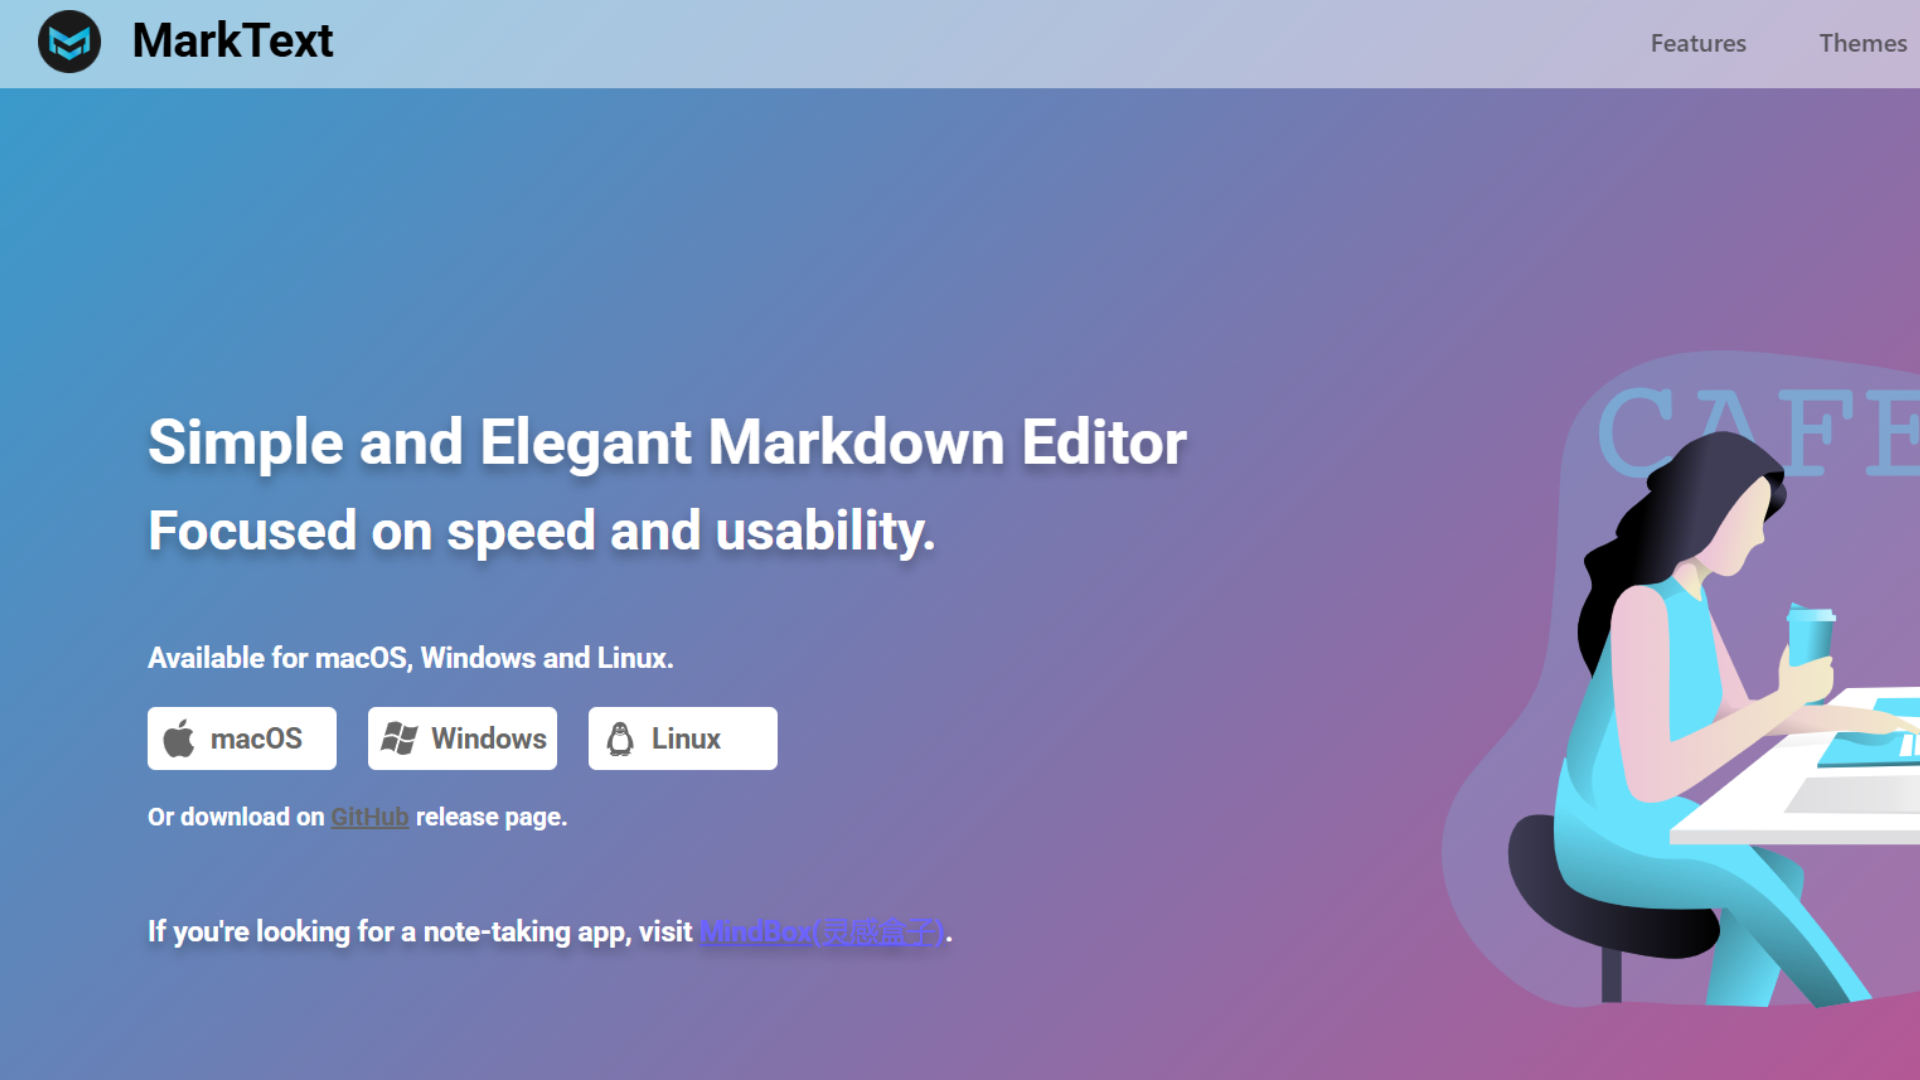 MarkText
Features
Themes
CAFE
Simple and Elegant Markdown Editor
Focused on speed and usability.
Available for macOS, Windows and Linux.
macOS
Windows
Linux
Or download on GitHub release page.
If you're looking for a note-taking app, visit MindBox(灵感盒子).